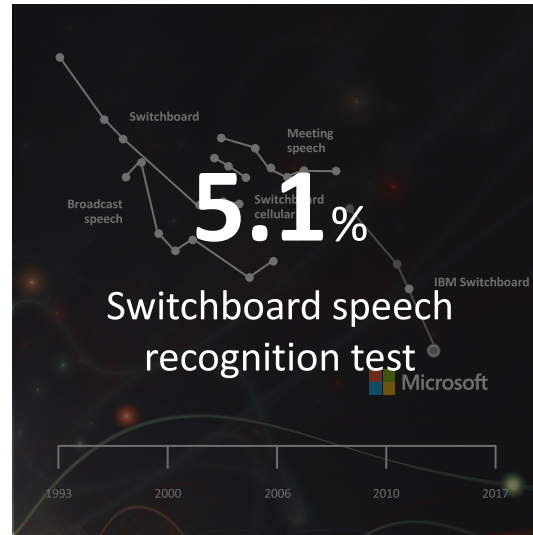 Switchboard
Meeting
speech
5.1%
Broadcast
speech
Switchboard
cellular
IBM Switchboard
Switchboard speech
recognition test
Microsoft
1993
2000
2006
2010
2017